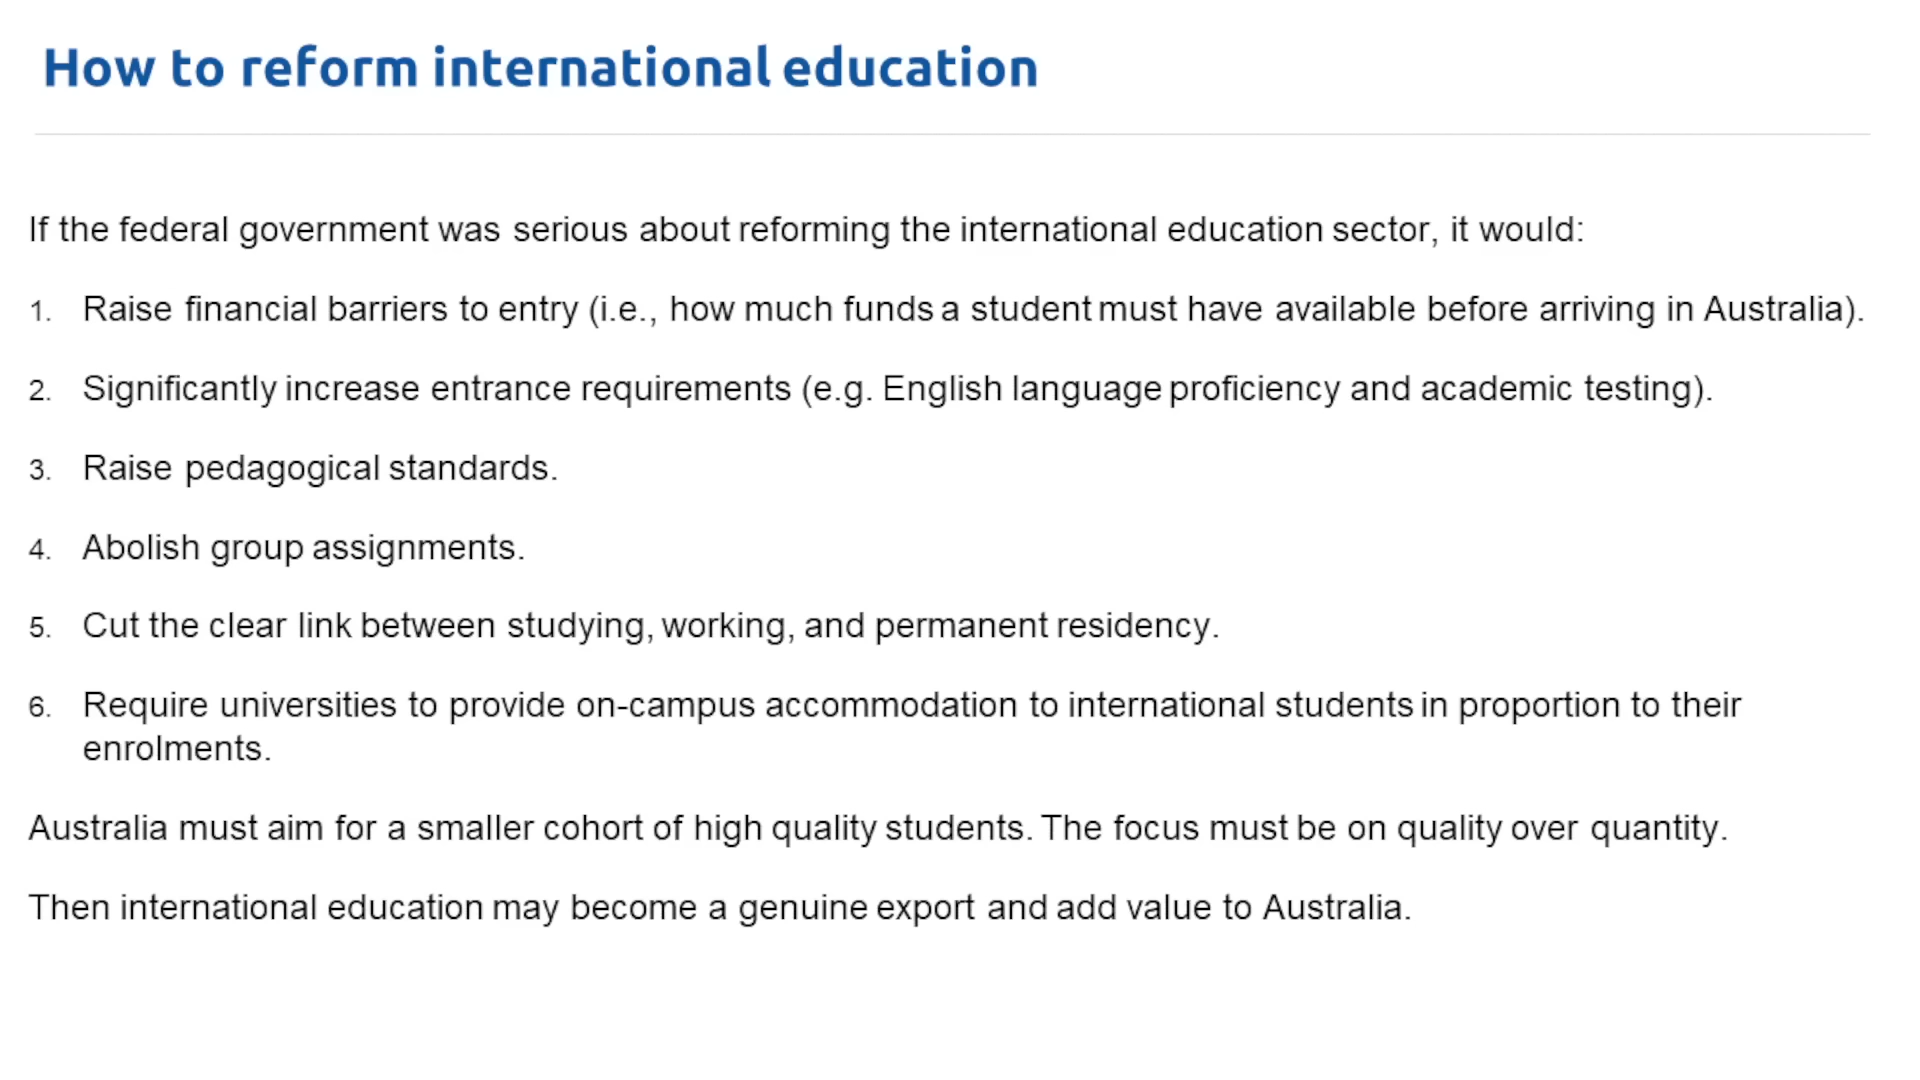 How to reform international education
If the federal government was serious about reforming the international education sector, it would:
1. Raise financial barriers to entry (i.e., how much funds a student must have available before arriving in Australia).
2. Significantly increase entrance requirements (e.g. English language proficiency and academic testing).
3. Raise pedagogical standards.
4. Abolish group assignments.
5. Cut the clear link between studying, working, and permanent residency.
6. Require universities to provide on-campus accommodation to international students in proportion to their
enrolments.
Australia must aim for a smaller cohort of high quality students. The focus must be on quality over quantity.
Then international education may become a genuine export and add value to Australia.